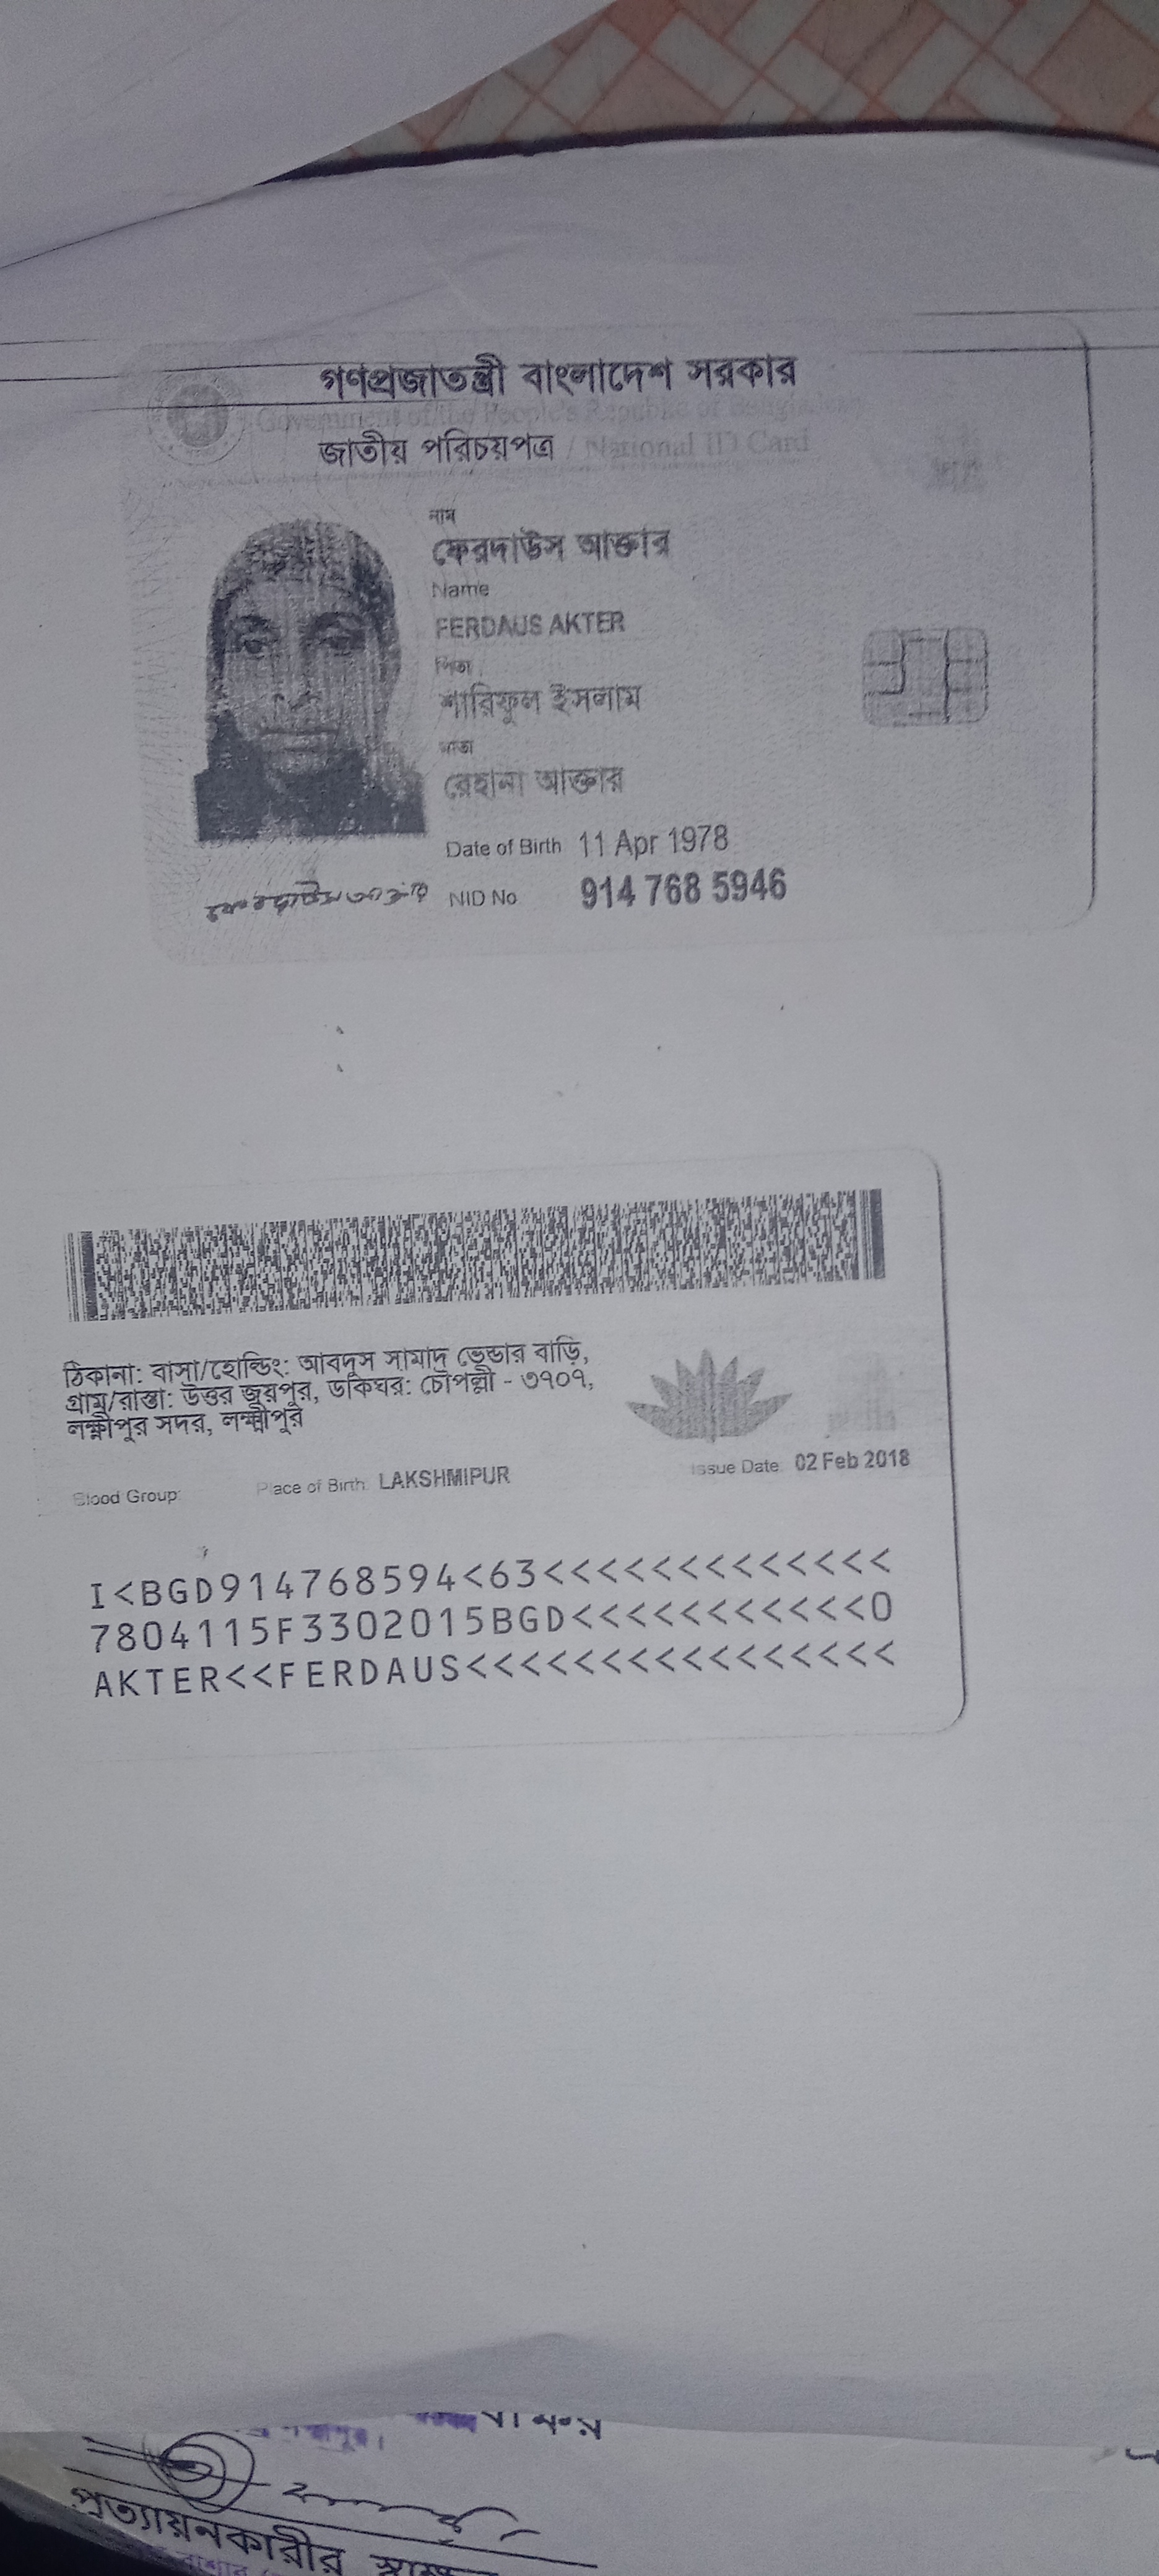 গণপ্রজাতন্ত্রী বাংলাদেশ সরকার
Government of the People's Republic of Bangladesh
জাতীয় পরিচয়পত্র / National ID Card
নাম
ফেরদাউস আক্তার
Name
FERDAUS AKTER
পিতা
শারিফুল ইসলাম
মাতা
রেহানা আক্তার
Date of Birth 11 Apr 1978
NID No 914 768 5946
ফেরদাউস আক্তার
ঠিকানা: বাসা/হোল্ডিং: আবদুস সামাদ ভেন্ডার বাড়ি,
গ্রাম/রাস্তা: উত্তর জয়পুর, ডাকঘর: চৌপল্লী - ৩৭০৭,
লক্ষ্মীপুর সদর, লক্ষ্মীপুর
Blood Group: Place of Birth: LAKSHMIPUR Issue Date: 02 Feb 2018
I<BGD914768594<63<<<<<<<<<<<<<
7804115F3302015BGD<<<<<<<<<<<0
AKTER<<FERDAUS<<<<<<<<<<<<<<<<
প্রত্যায়নকারীর